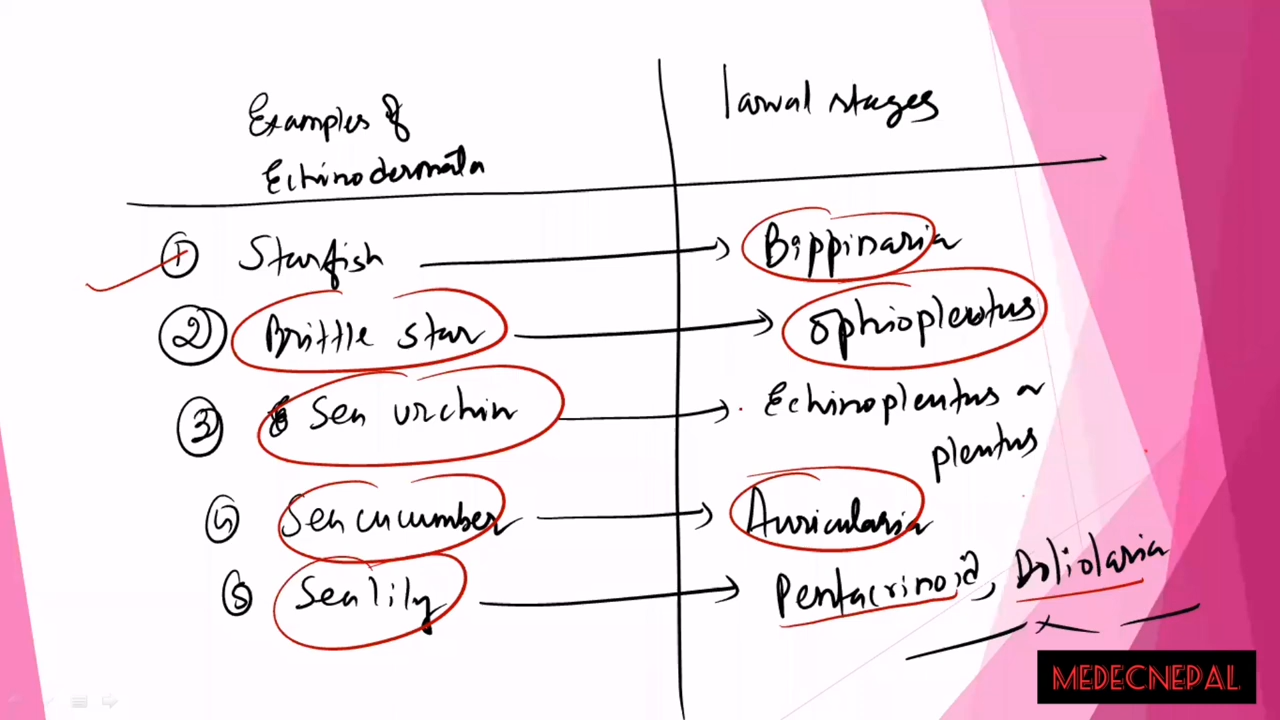 Examples of
Echinodermata
larval stages
① Starfish → Bippinaria
② Brittle star → Ophiopleutus
③ Sea urchin → Echinopleutus or
pleutus
④ Sea cucumber → Auricularia
⑤ Sea lily → Pentacrinoid, Doliolaria
MEDECNEPAL